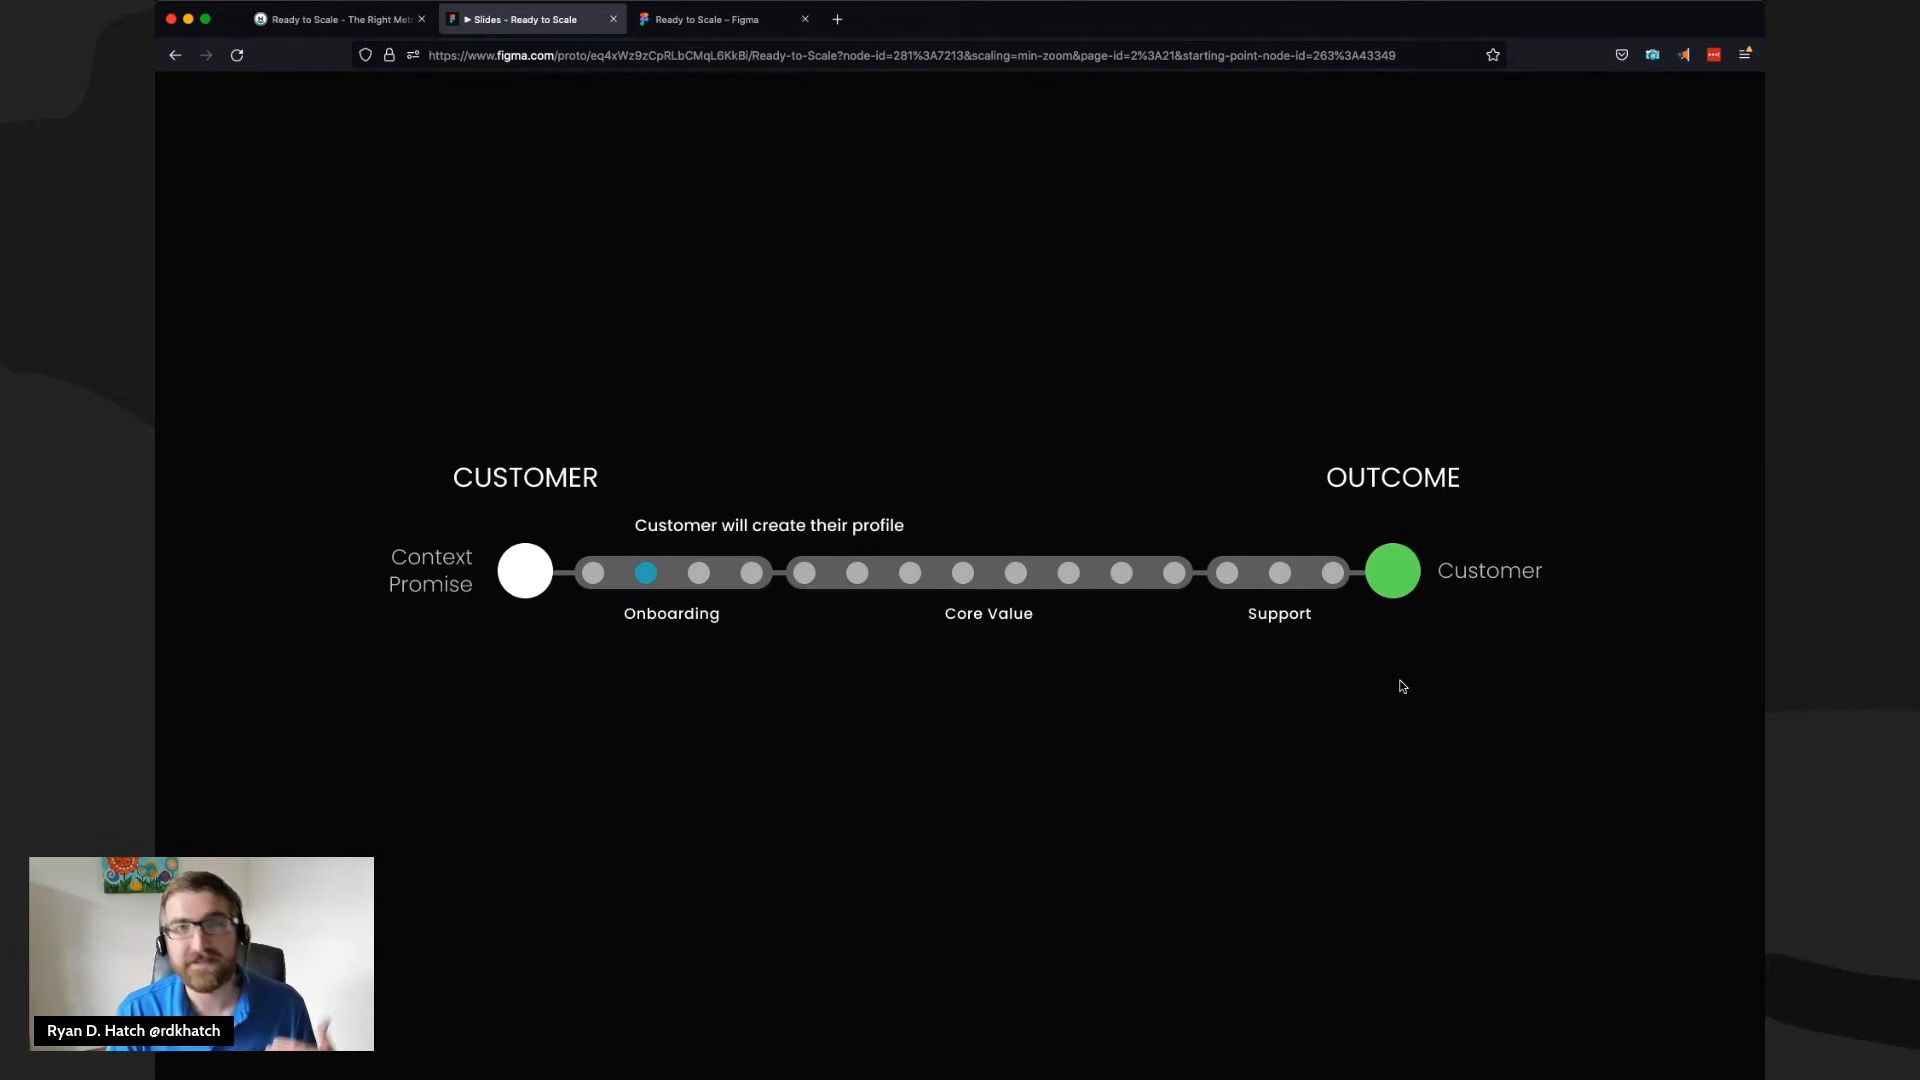 Ready to Scale - The Right Met
▶ Slides - Ready to Scale
Ready to Scale – Figma
https://www.figma.com/proto/eq4xWz9zCpRLbCMqL6KkBi/Ready-to-Scale?node-id=281%3A7213&scaling=min-zoom&page-id=2%3A21&starting-point-node-id=263%3A43349
CUSTOMER
OUTCOME
Customer will create their profile
Context
Promise
Customer
Onboarding
Core Value
Support
Ryan D. Hatch @rdkhatch